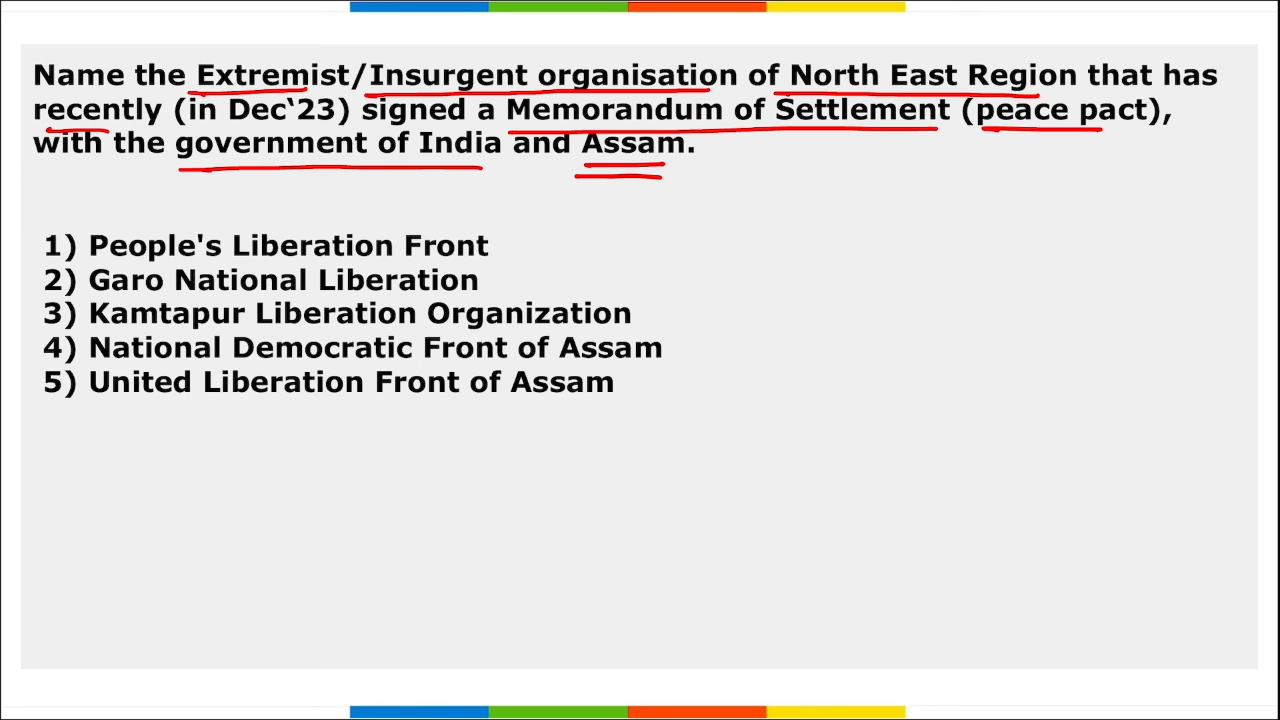 Name the Extremist/Insurgent organisation of North East Region that has
recently (in Dec‘23) signed a Memorandum of Settlement (peace pact),
with the government of India and Assam.
1) People's Liberation Front
2) Garo National Liberation
3) Kamtapur Liberation Organization
4) National Democratic Front of Assam
5) United Liberation Front of Assam